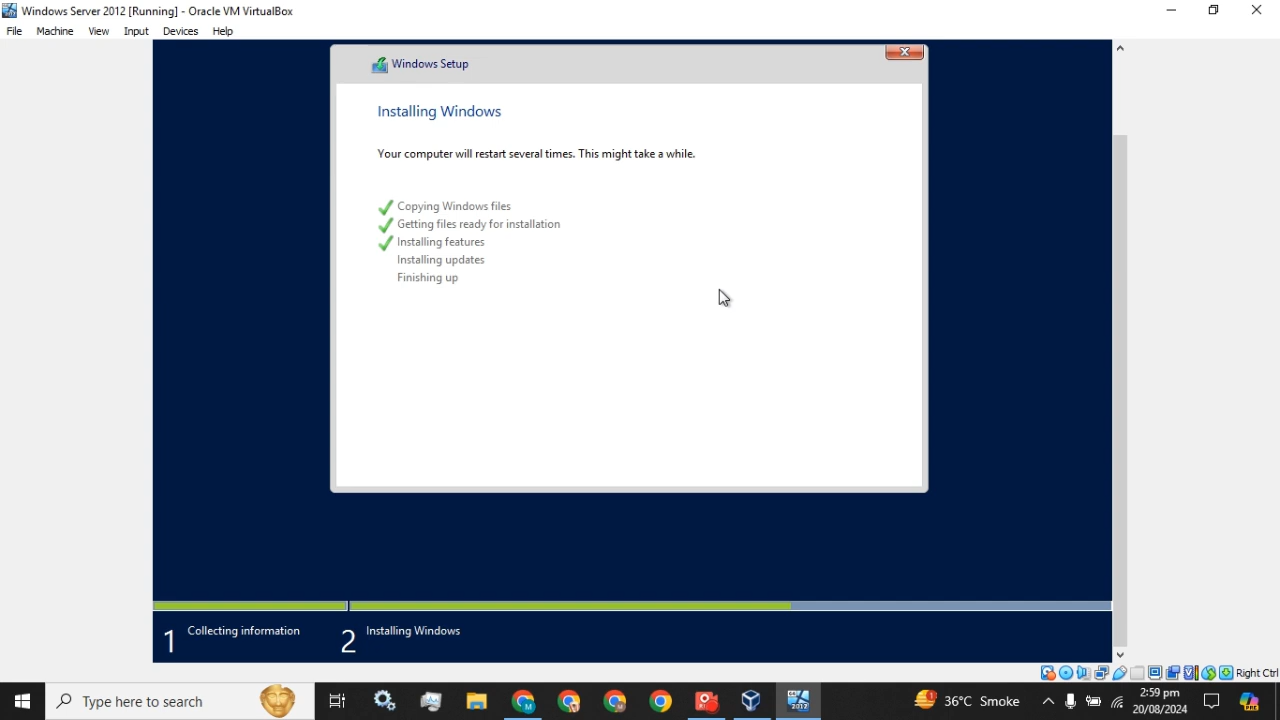 Windows Server 2012 [Running] - Oracle VM VirtualBox
File Machine View Input Devices Help
Windows Setup
Installing Windows
Your computer will restart several times. This might take a while.
Copying Windows files
Getting files ready for installation
Installing features
Installing updates
Finishing up
1 Collecting information 2 Installing Windows
Right Ctrl
Type here to search
2012
1
36°C Smoke
2:59 pm
20/08/2024